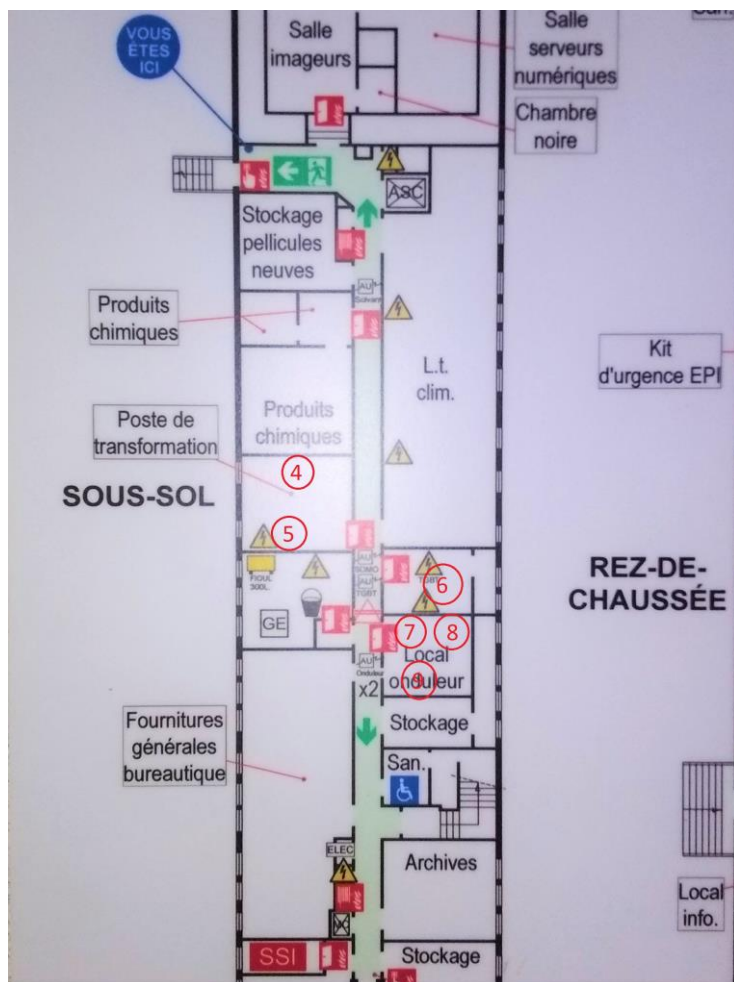 VOUS
ÊTES
ICI
Salle
imageurs
Salle
serveurs
numériques
Chambre
noire
ASC
Stockage
pellicules
neuves
AU
Solvant
Produits
chimiques
L.t.
clim.
Kit
d'urgence EPI
Produits
chimiques
Poste de
transformation
4
SOUS-SOL
5
FIOUL
300L.
AU
AU
TGBT
TGBT
6
REZ-DE-
CHAUSSÉE
GE
7
8
Local
onduleur
9
AU
Onduleur
x2
Stockage
Fournitures
générales
bureautique
San.
ELEC
Archives
Local
info.
SSI
Stockage